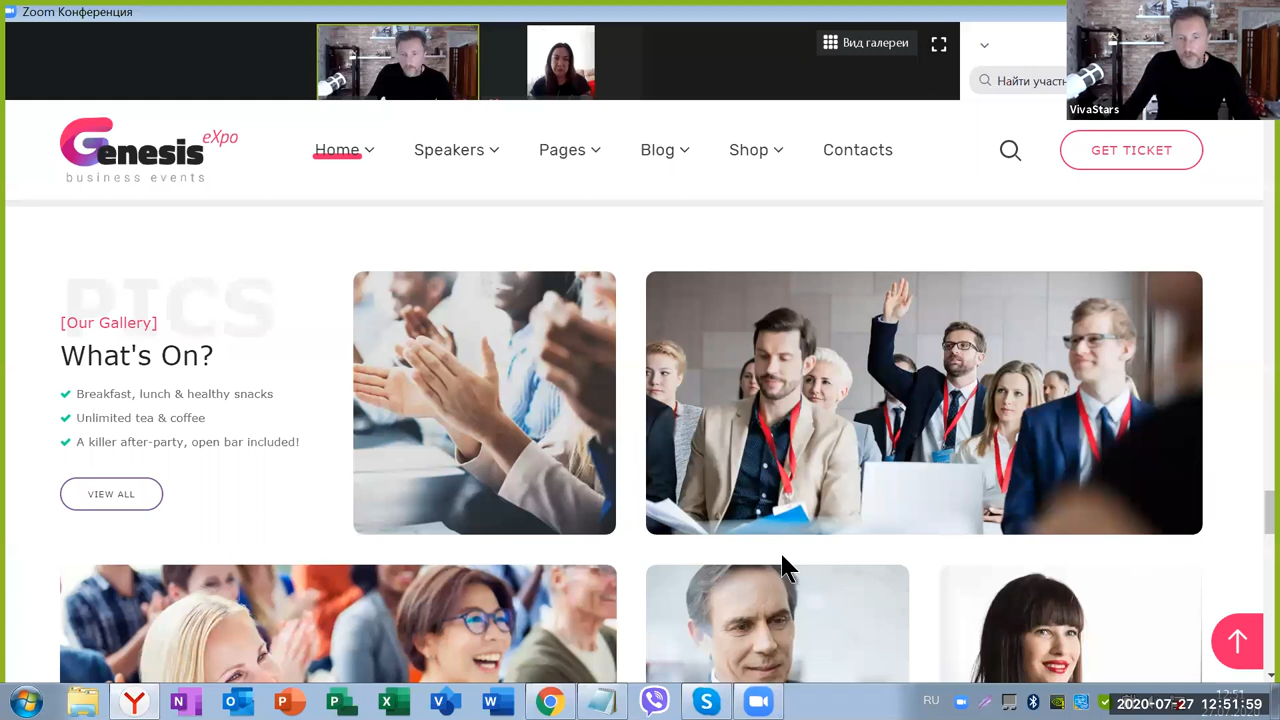 Zoom Конференция
Вид галереи
Найти участ
VivaStars
Genesis eXpo
business events
Home
Speakers
Pages
Blog
Shop
Contacts
GET TICKET
PICS
[Our Gallery]
What's On?
Breakfast, lunch & healthy snacks
Unlimited tea & coffee
A killer after-party, open bar included!
VIEW ALL
RU
2020-07-27 12:51:59